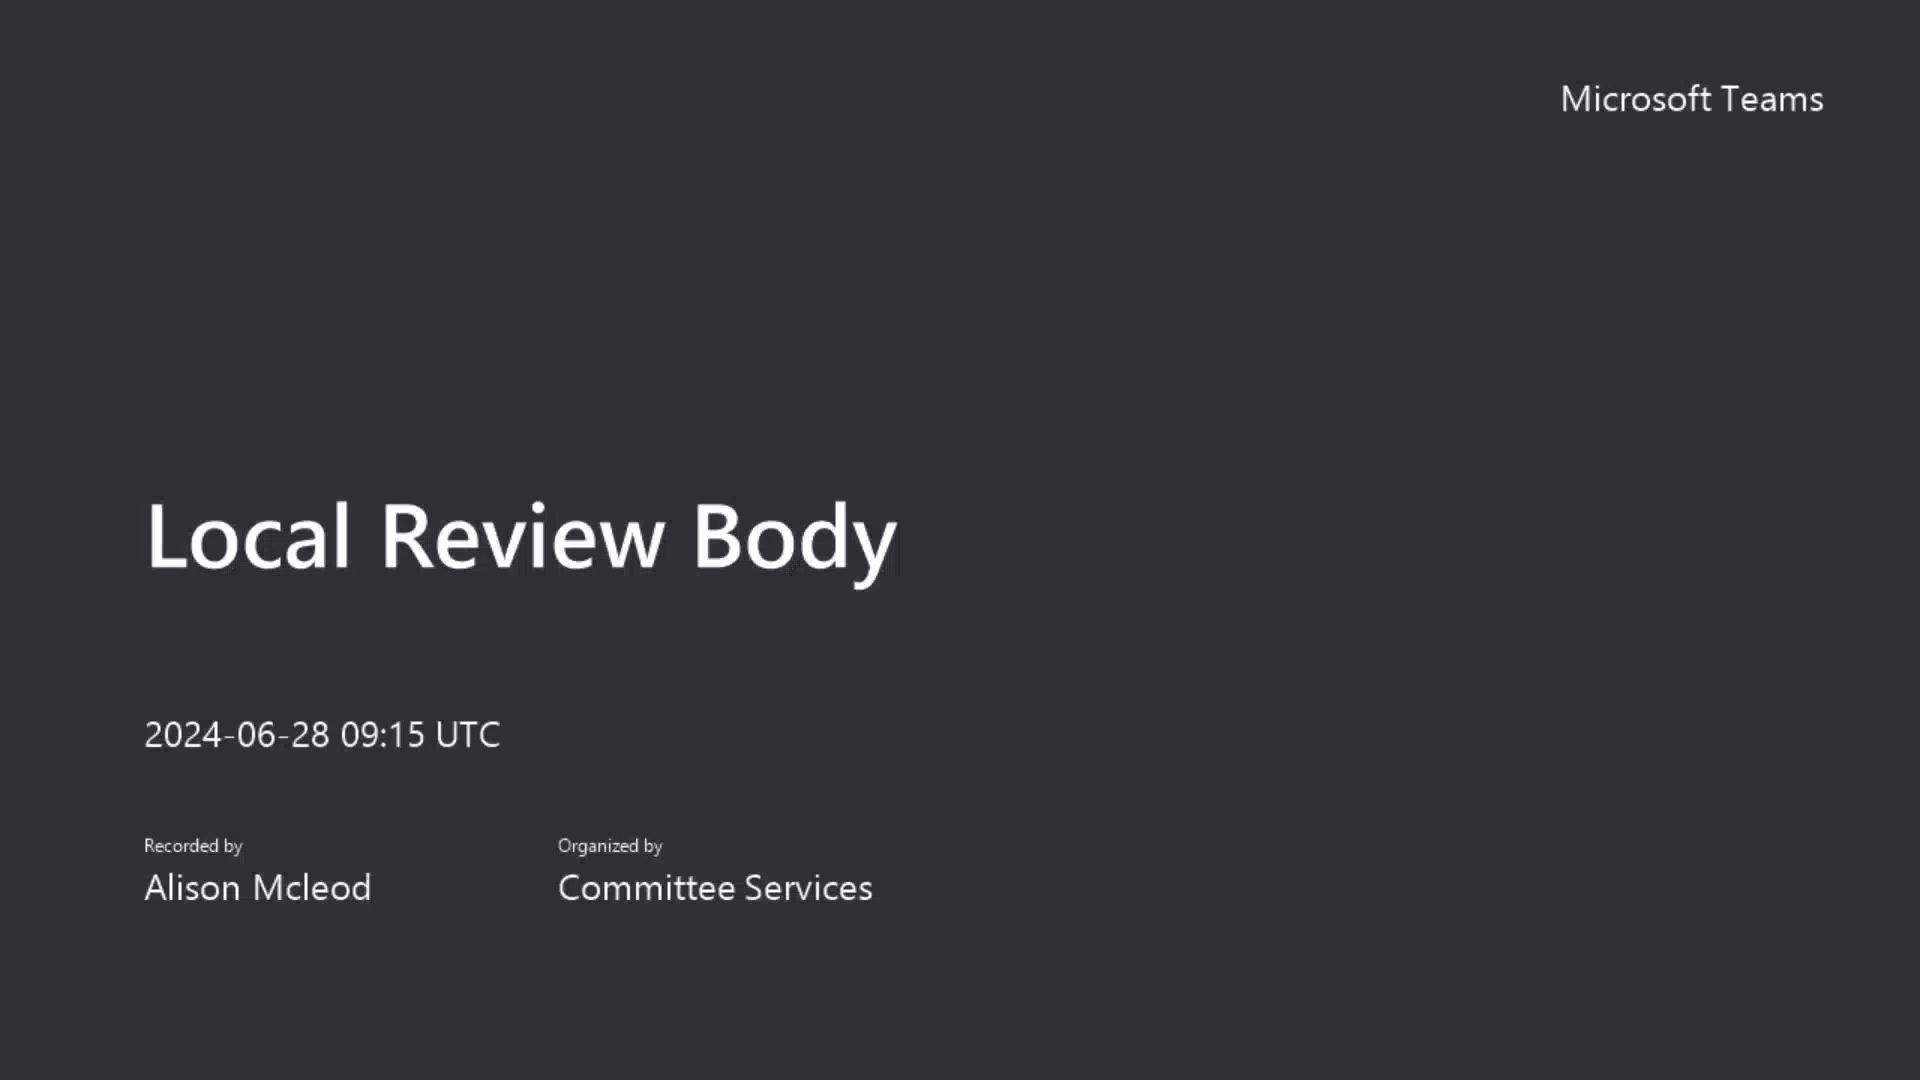 Microsoft Teams
Local Review Body
2024-06-28 09:15 UTC
Recorded by
Alison Mcleod
Organized by
Committee Services